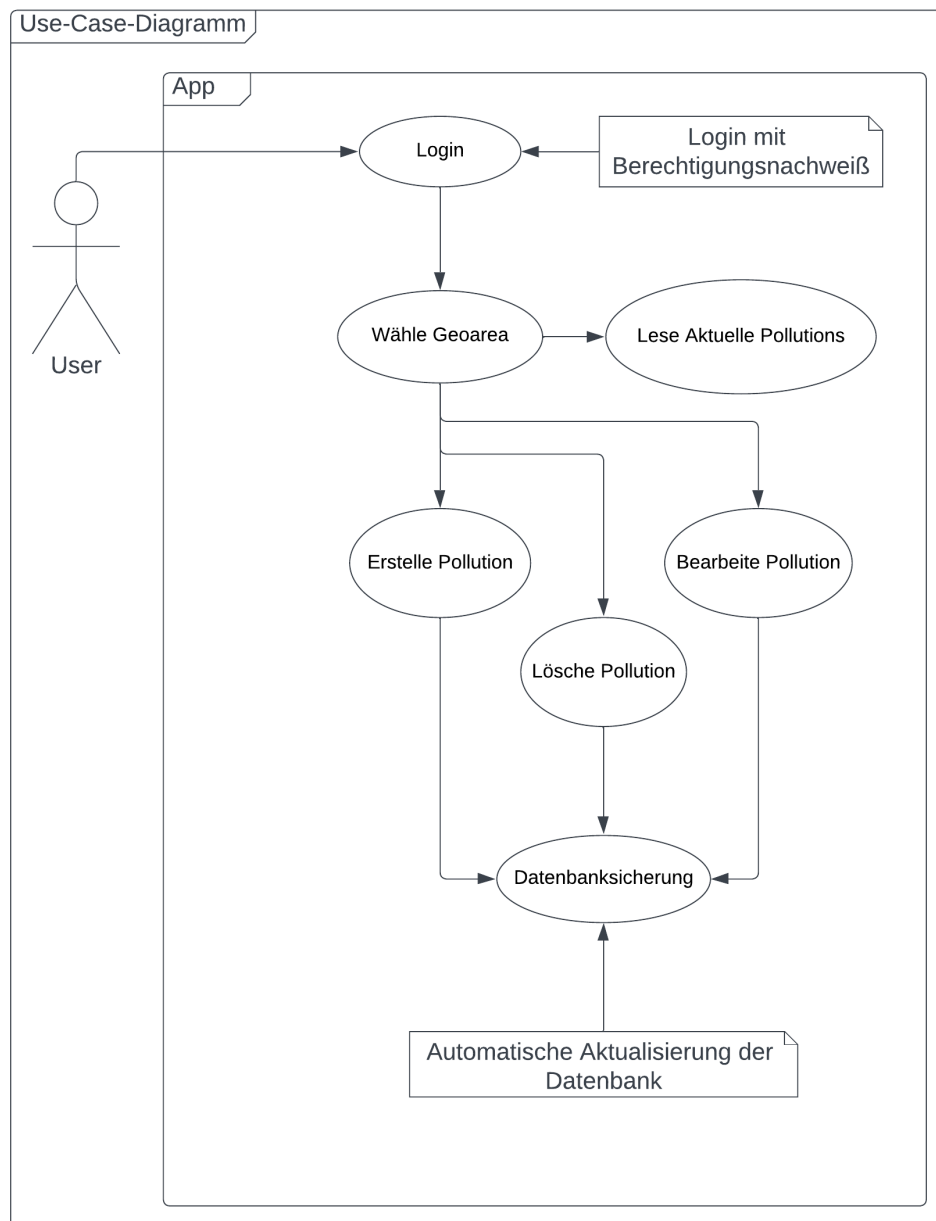 Use-Case-Diagramm
App
Login
Login mit
Berechtigungsnachweiß
User
Wähle Geoarea
Lese Aktuelle Pollutions
Erstelle Pollution
Bearbeite Pollution
Lösche Pollution
Datenbanksicherung
Automatische Aktualisierung der
Datenbank